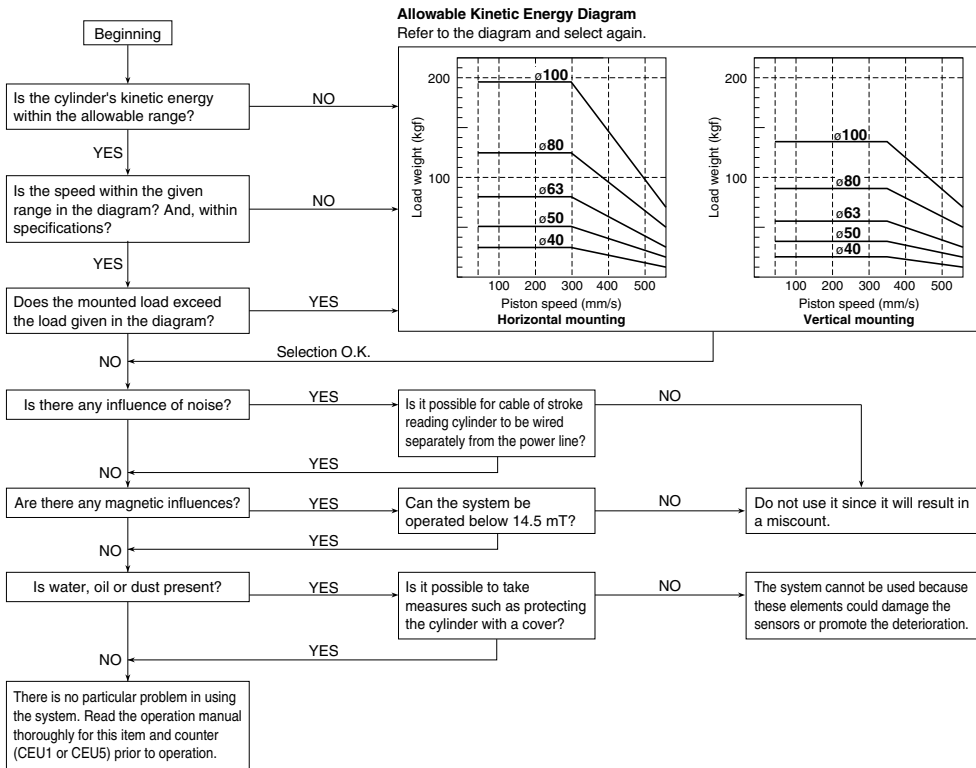 Allowable Kinetic Energy Diagram
Refer to the diagram and select again.
Beginning
Is the cylinder's kinetic energy
within the allowable range?
NO
YES
Is the speed within the given
range in the diagram? And, within
specifications?
NO
YES
Does the mounted load exceed
the load given in the diagram?
YES
NO
Load weight (kgf)
200
100
ø100
ø80
ø63
ø50
ø40
100 200 300 400 500
Piston speed (mm/s)
Horizontal mounting
Load weight (kgf)
200
100
ø100
ø80
ø63
ø50
ø40
100 200 300 400 500
Piston speed (mm/s)
Vertical mounting
Selection O.K.
Is there any influence of noise?
YES
Is it possible for cable of stroke
reading cylinder to be wired
separately from the power line?
NO
YES
NO
Are there any magnetic influences?
YES
Can the system be
operated below 14.5 mT?
NO
Do not use it since it will result in
a miscount.
YES
NO
Is water, oil or dust present?
YES
Is it possible to take
measures such as protecting
the cylinder with a cover?
NO
The system cannot be used because
these elements could damage the
sensors or promote the deterioration.
YES
NO
There is no particular problem in using
the system. Read the operation manual
thoroughly for this item and counter
(CEU1 or CEU5) prior to operation.